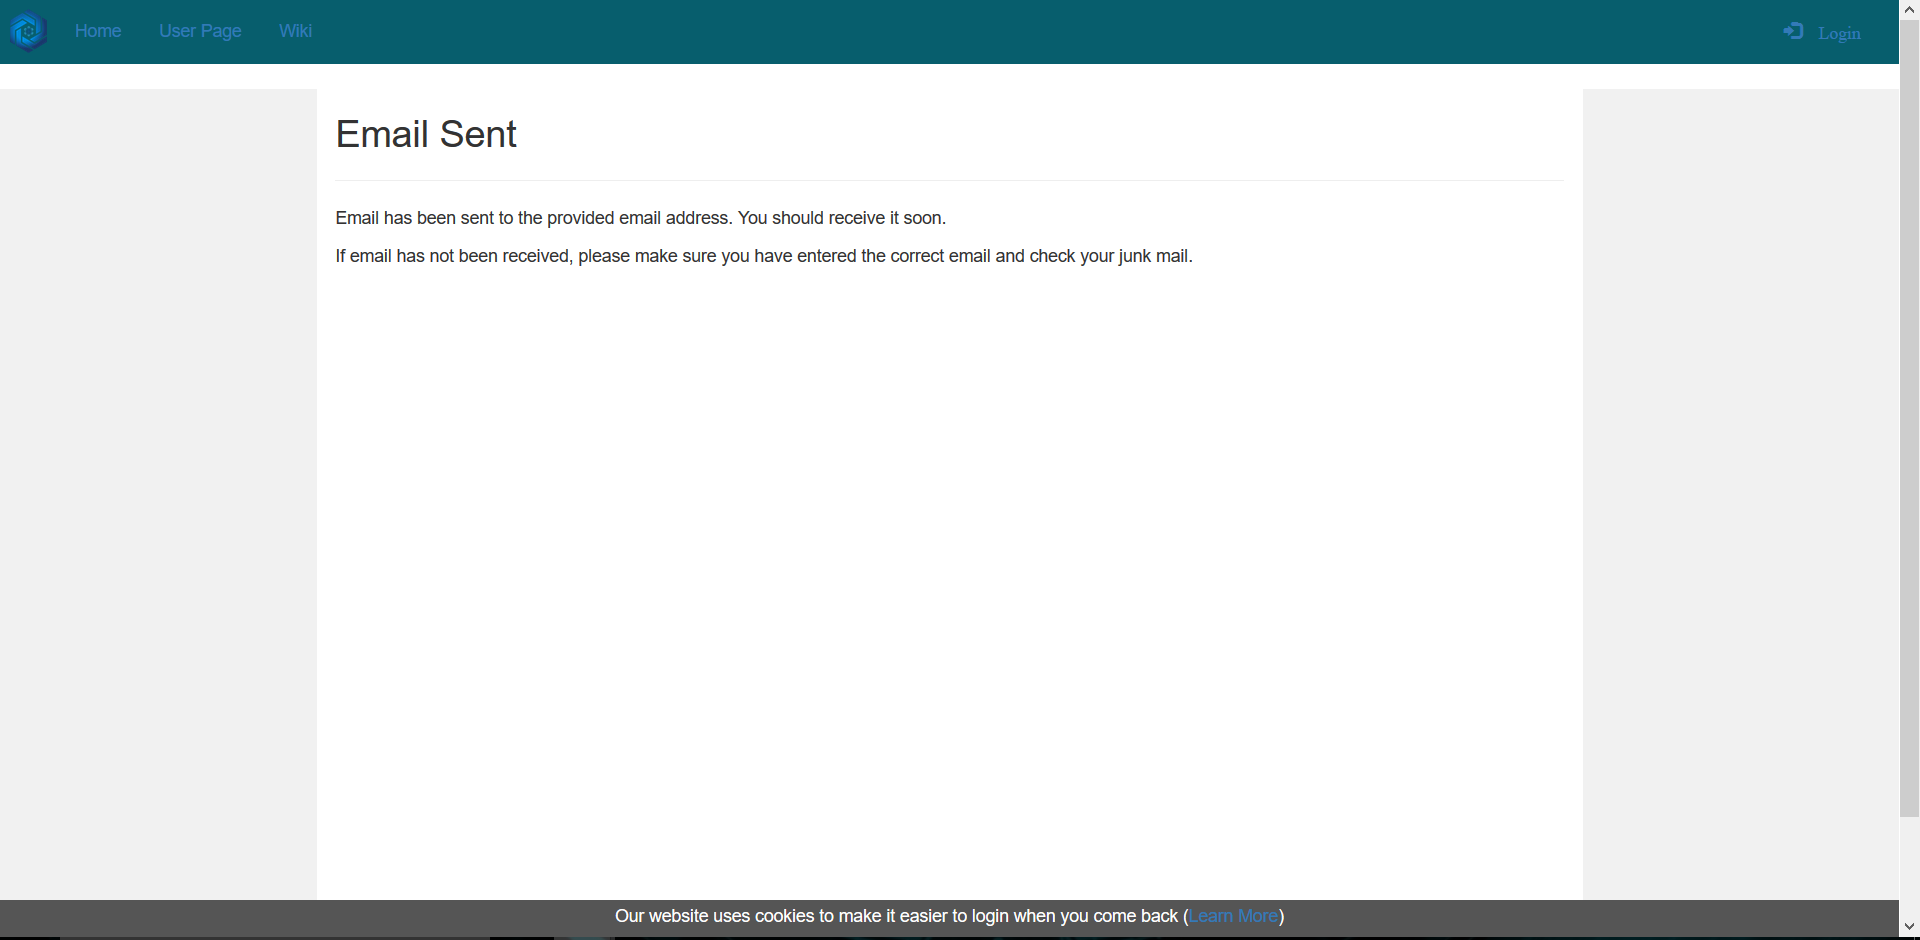 Home User Page Wiki Login
Email Sent
Email has been sent to the provided email address. You should receive it soon.
If email has not been received, please make sure you have entered the correct email and check your junk mail.
Our website uses cookies to make it easier to login when you come back (Learn More)